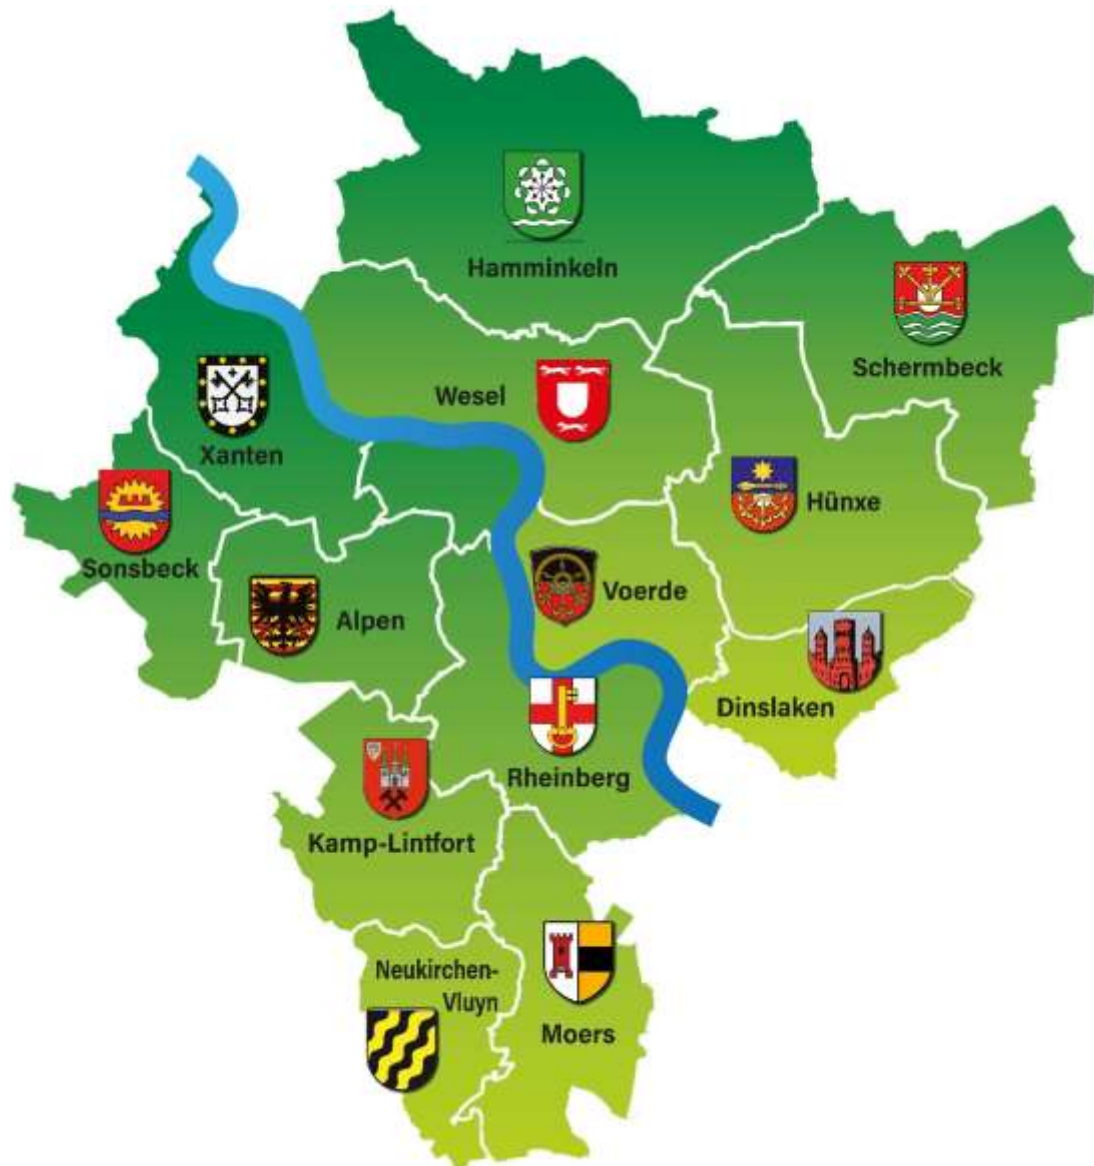 Hamminkeln
Schermbeck
Wesel
Xanten
Hünxe
Sonsbeck
Voerde
Alpen
Dinslaken
Rheinberg
Kamp-Lintfort
Neukirchen-
Vluyn
Moers